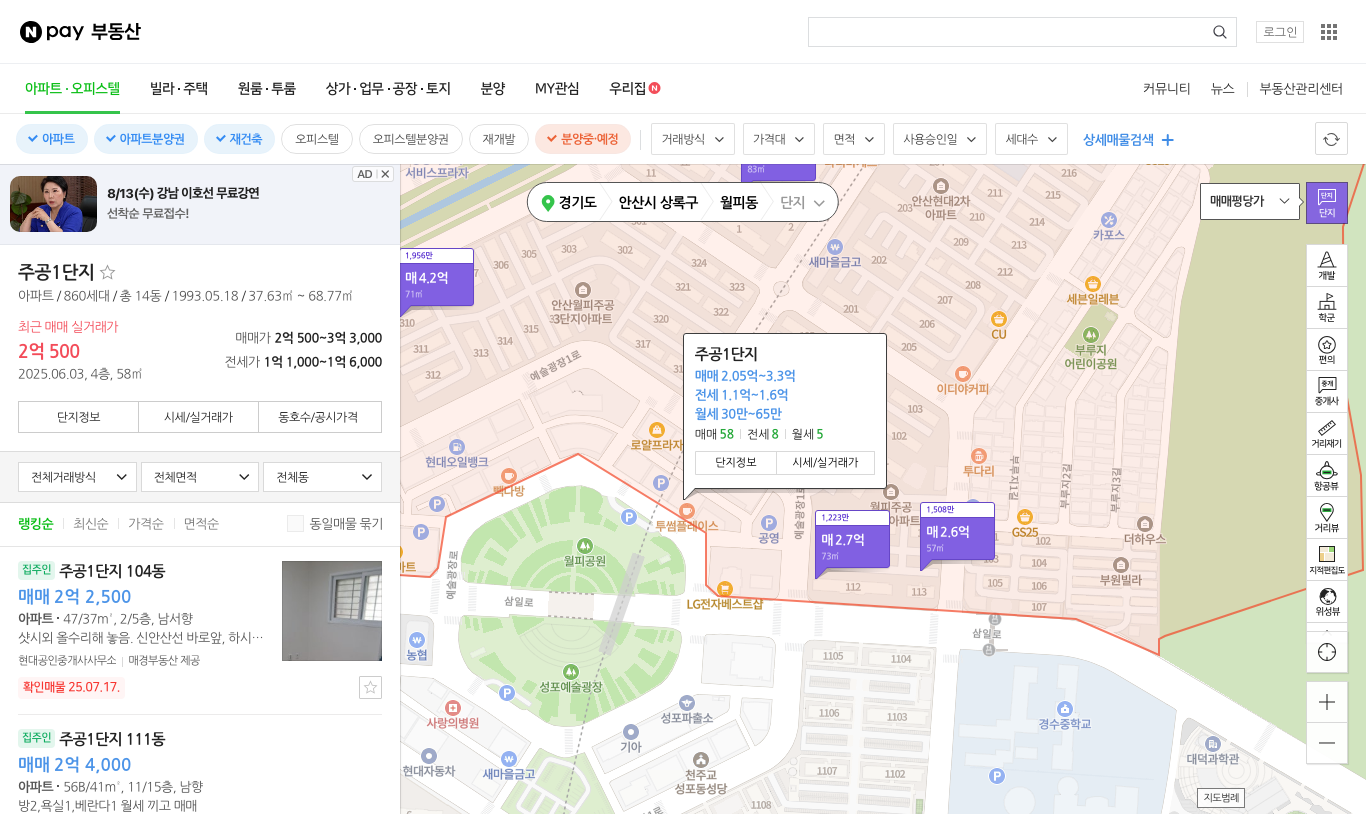 N pay 부동산
로그인
아파트 · 오피스텔
빌라 · 주택
원룸 · 투룸
상가 · 업무 · 공장 · 토지
분양
MY관심
우리집 N
커뮤니티
뉴스
부동산관리센터
아파트
아파트분양권
재건축
오피스텔
오피스텔분양권
재개발
분양중·예정
거래방식
가격대
면적
사용승인일
세대수
상세매물검색
AD
8/13(수) 강남 이호선 무료강연
선착순 무료접수!
주공1단지
아파트 / 860세대 / 총 14동 / 1993.05.18 / 37.63㎡ ~ 68.77㎡
최근 매매 실거래가
2억 500
2025.06.03, 4층, 58㎡
매매가 2억 500~3억 3,000
전세가 1억 1,000~1억 6,000
단지정보
시세/실거래가
동호수/공시가격
전체거래방식
전체면적
전체동
랭킹순
최신순
가격순
면적순
동일매물 묶기
집주인 주공1단지 104동
매매 2억 2,500
아파트 · 47/37㎡, 2/5층, 남서향
샷시외 올수리해 놓음. 신안산선 바로앞, 하시…
현대공인중개사사무소 | 매경부동산 제공
확인매물 25.07.17.
집주인 주공1단지 111동
매매 2억 4,000
아파트 · 56B/41㎡, 11/15층, 남향
방2,욕실1,베란다1 월세 끼고 매매
서비스프라자
83㎡
경기도
안산시 상록구
월피동
단지
매매평당가
단지
단지
1,956만
매 4.2억
71㎡
안산월피주공
3단지아파트
안산현대2차
아파트
새마을금고
카포스
세븐일레븐
CU
부루지
어린이공원
이디야커피
예술광장1로
로얄프라자
현대오일뱅크
빽다방
투다리
주공1단지
매매 2.05억~3.3억
전세 1.1억~1.6억
월세 30만~65만
매매 58
전세 8
월세 5
단지정보
시세/실거래가
월피주공
투썸플레이스
공영
1,223만
매 2.7억
73㎡
1,508만
매 2.6억
57㎡
GS25
더하우스
부원빌라
부루지1길
부루지2길
부루지3길
월피공원
예술광장로
삼일로
삼일로
LG전자베스트샵
농협
성포예술광장
사랑의병원
성포파출소
기아
현대자동차
새마을금고
천주교
성포동성당
경수중학교
대덕과학관
11
211
203
209
210
215
214
213
212
202
201
206
207
208
205
301
302
303
304
305
306
310
311
312
313
314
317
320
321
322
323
324
1
2
101
102
103
102
103
104
105
106
107
112
113
1102
1103
1104
1105
1106
1107
1108
개발
학군
편의
중개
중개사
거리재기
항공뷰
거리뷰
지적편집도
위성뷰
지도범례